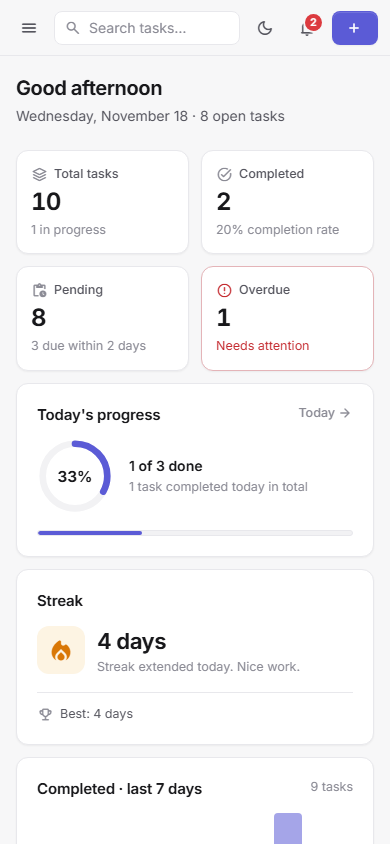 Search tasks...
2
Good afternoon
Wednesday, November 18 · 8 open tasks
Total tasks
10
1 in progress
Completed
2
20% completion rate
Pending
8
3 due within 2 days
Overdue
1
Needs attention
Today's progress
Today →
33%
1 of 3 done
1 task completed today in total
Streak
4 days
Streak extended today. Nice work.
Best: 4 days
Completed · last 7 days
9 tasks